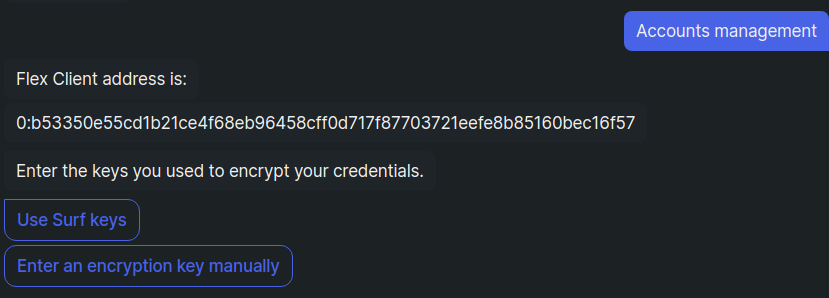 Accounts management
Flex Client address is:
0:b53350e55cd1b21ce4f68eb96458cff0d717f87703721eefe8b85160bec16f57
Enter the keys you used to encrypt your credentials.
Use Surf keys
Enter an encryption key manually